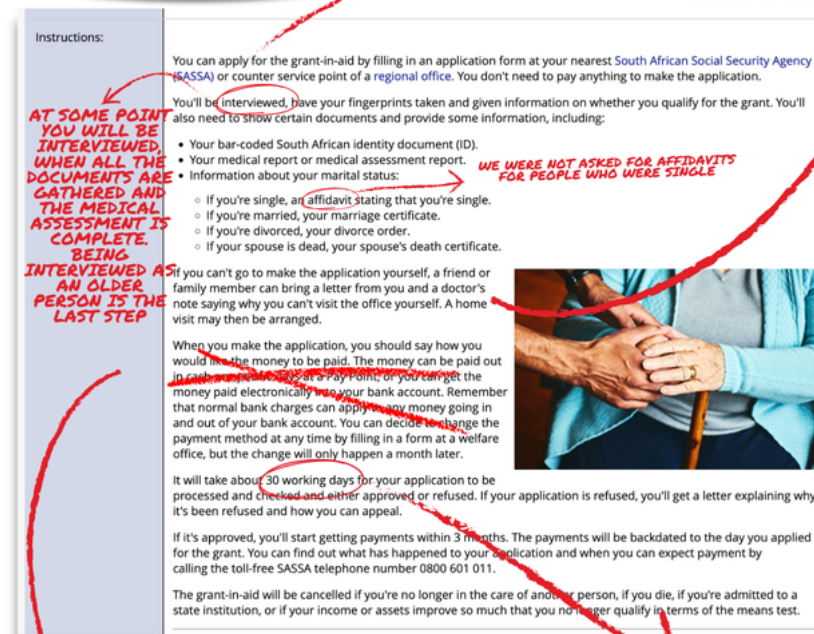 Instructions:
You can apply for the grant-in-aid by filling in an application form at your nearest South African Social Security Agency
(SASSA) or counter service point of a regional office. You don't need to pay anything to make the application.
You'll be interviewed, have your fingerprints taken and given information on whether you qualify for the grant. You'll
also need to show certain documents and provide some information, including:
• Your bar-coded South African identity document (ID).
• Your medical report or medical assessment report.
• Information about your marital status:
◦ If you're single, an affidavit stating that you're single.
◦ If you're married, your marriage certificate.
◦ If you're divorced, your divorce order.
◦ If your spouse is dead, your spouse's death certificate.
AT SOME POINT
YOU WILL BE
INTERVIEWED,
WHEN ALL THE
DOCUMENTS ARE
GATHERED AND
THE MEDICAL
ASSESSMENT IS
COMPLETE.
BEING
INTERVIEWED AS
AN OLDER
PERSON IS THE
LAST STEP
WE WERE NOT ASKED FOR AFFIDAVITS
FOR PEOPLE WHO WERE SINGLE
If you can't go to make the application yourself, a friend or
family member can bring a letter from you and a doctor's
note saying why you can't visit the office yourself. A home
visit may then be arranged.
When you make the application, you should say how you
would like the money to be paid. The money can be paid out
in cash at a Pay Point, or you can get the
money paid electronically into your bank account. Remember
that normal bank charges can apply to any money going in
and out of your bank account. You can decide to change the
payment method at any time by filling in a form at a welfare
office, but the change will only happen a month later.
It will take about 30 working days for your application to be
processed and checked and either approved or refused. If your application is refused, you'll get a letter explaining why
it's been refused and how you can appeal.
If it's approved, you'll start getting payments within 3 months. The payments will be backdated to the day you applied
for the grant. You can find out what has happened to your application and when you can expect payment by
calling the toll-free SASSA telephone number 0800 601 011.
The grant-in-aid will be cancelled if you're no longer in the care of another person, if you die, if you're admitted to a
state institution, or if your income or assets improve so much that you no longer qualify in terms of the means test.